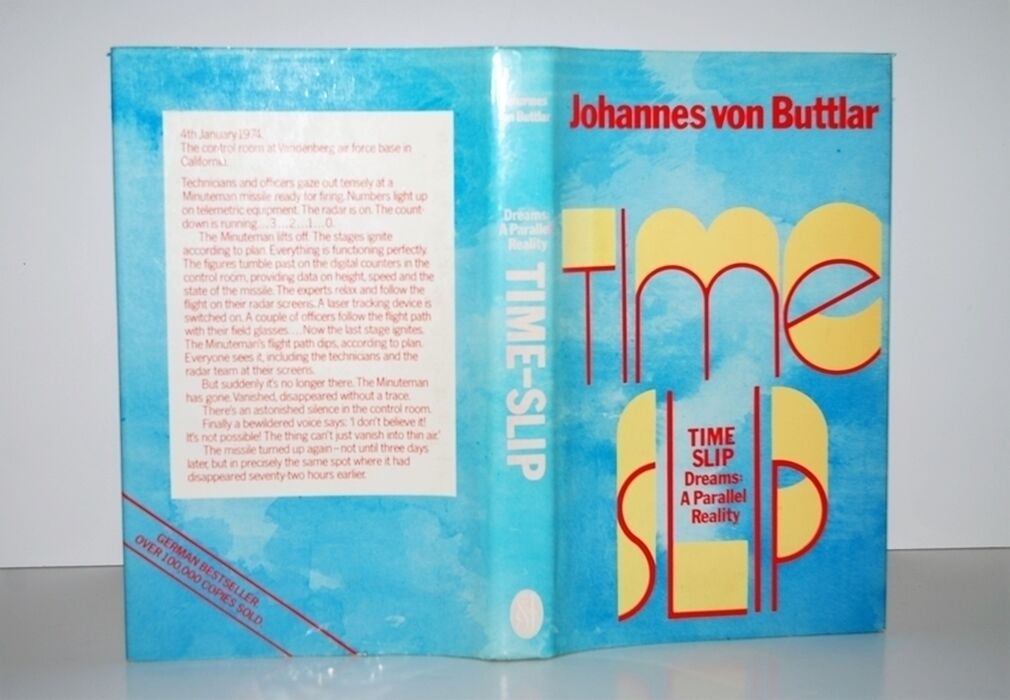 4th January 1974.
The control room at Vandenberg air force base in
California.
Technicians and officers gaze out tensely at a
Minuteman missile ready for firing. Numbers light up
on telemetric equipment. The radar is on. The count-
down is running...3...2...1...0.
The Minuteman lifts off. The stages ignite
according to plan. Everything is functioning perfectly.
The figures tumble past on the digital counters in the
control room, providing data on height, speed and the
state of the missile. The experts relax and follow the
flight on their radar screens. A laser tracking device is
switched on. A couple of officers follow the flight path
with their field glasses....Now the last stage ignites.
The Minuteman's flight path dips, according to plan.
Everyone sees it, including the technicians and the
radar team at their screens.
But suddenly it's no longer there. The Minuteman
has gone. Vanished, disappeared without a trace.
There's an astonished silence in the control room.
Finally a bewildered voice says: 'I don't believe it!
It's not possible! The thing can't just vanish into thin air.'
The missile turned up again – not until three days
later, but in precisely the same spot where it had
disappeared seventy-two hours earlier.
GERMAN BESTSELLER
OVER 100,000 COPIES SOLD
Johannes
von Buttlar
Dreams:
A Parallel
Reality
TIME-SLIP
Johannes von Buttlar
TIme
SLIP
TIME
SLIP
Dreams:
A Parallel
Reality